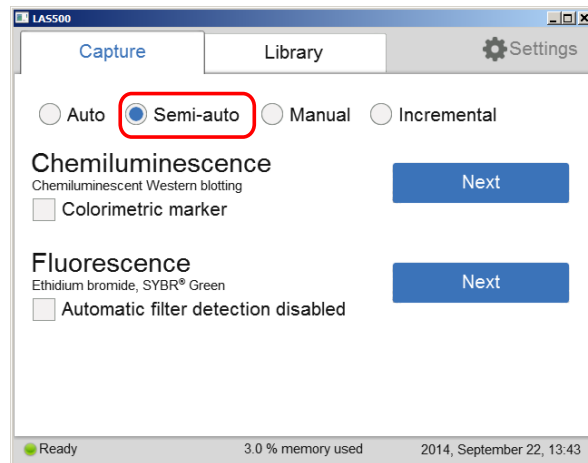 LAS500
Capture Library Settings
Auto Semi-auto Manual Incremental
Chemiluminescence
Chemiluminescent Western blotting
Next
Colorimetric marker
Fluorescence
Ethidium bromide, SYBR® Green
Next
Automatic filter detection disabled
Ready 3.0 % memory used 2014, September 22, 13:43